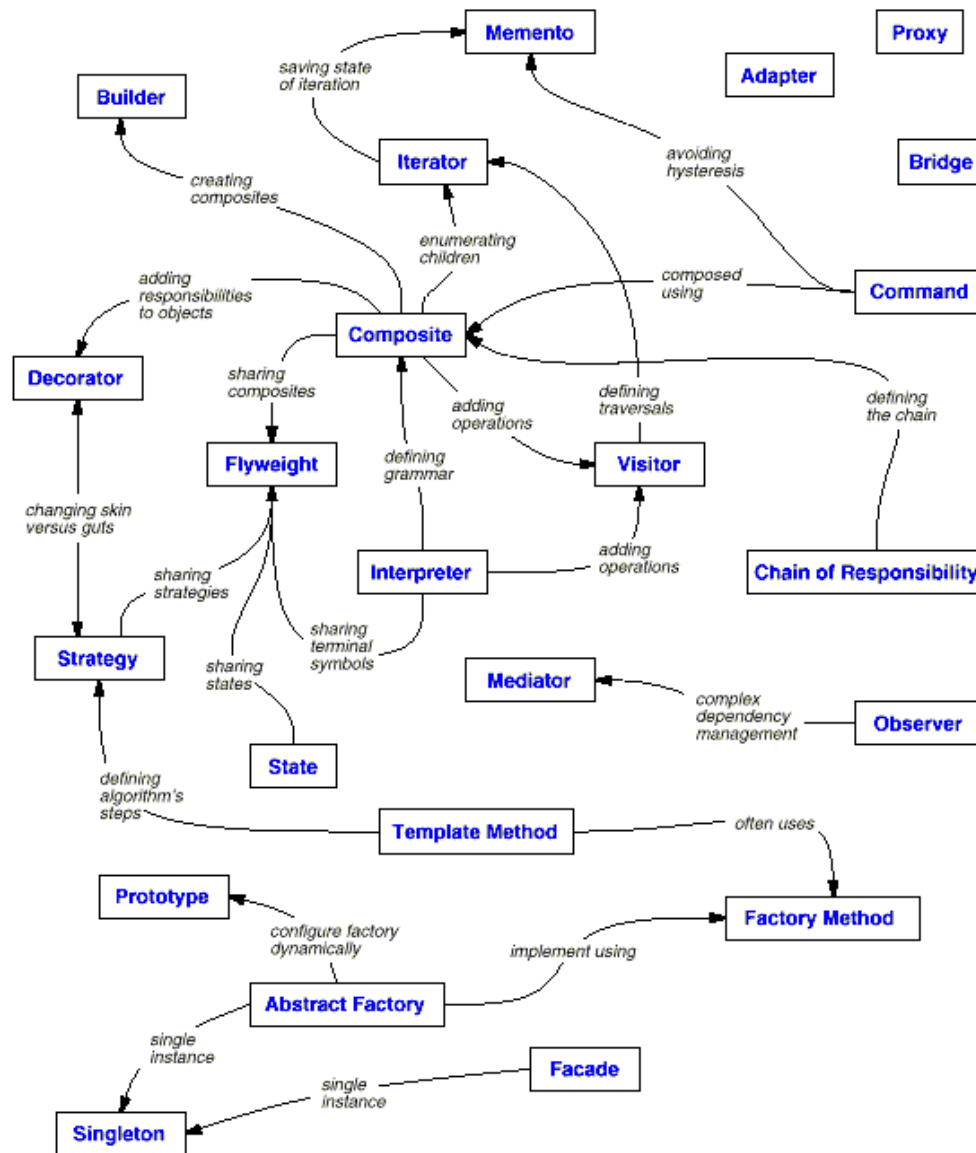 Memento
Proxy
saving state
of iteration
Adapter
Builder
avoiding
hysteresis
Iterator
Bridge
creating
composites
enumerating
children
adding
responsibilities
to objects
composed
using
Command
Composite
Decorator
sharing
composites
adding
operations
defining
traversals
defining
the chain
Flyweight
defining
grammar
Visitor
changing skin
versus guts
sharing
strategies
Interpreter
adding
operations
Chain of Responsibility
sharing
terminal
symbols
Strategy
sharing
states
Mediator
complex
dependency
management
Observer
State
defining
algorithm's
steps
Template Method
often uses
Prototype
configure factory
dynamically
implement using
Factory Method
Abstract Factory
single
instance
Facade
single
instance
Singleton